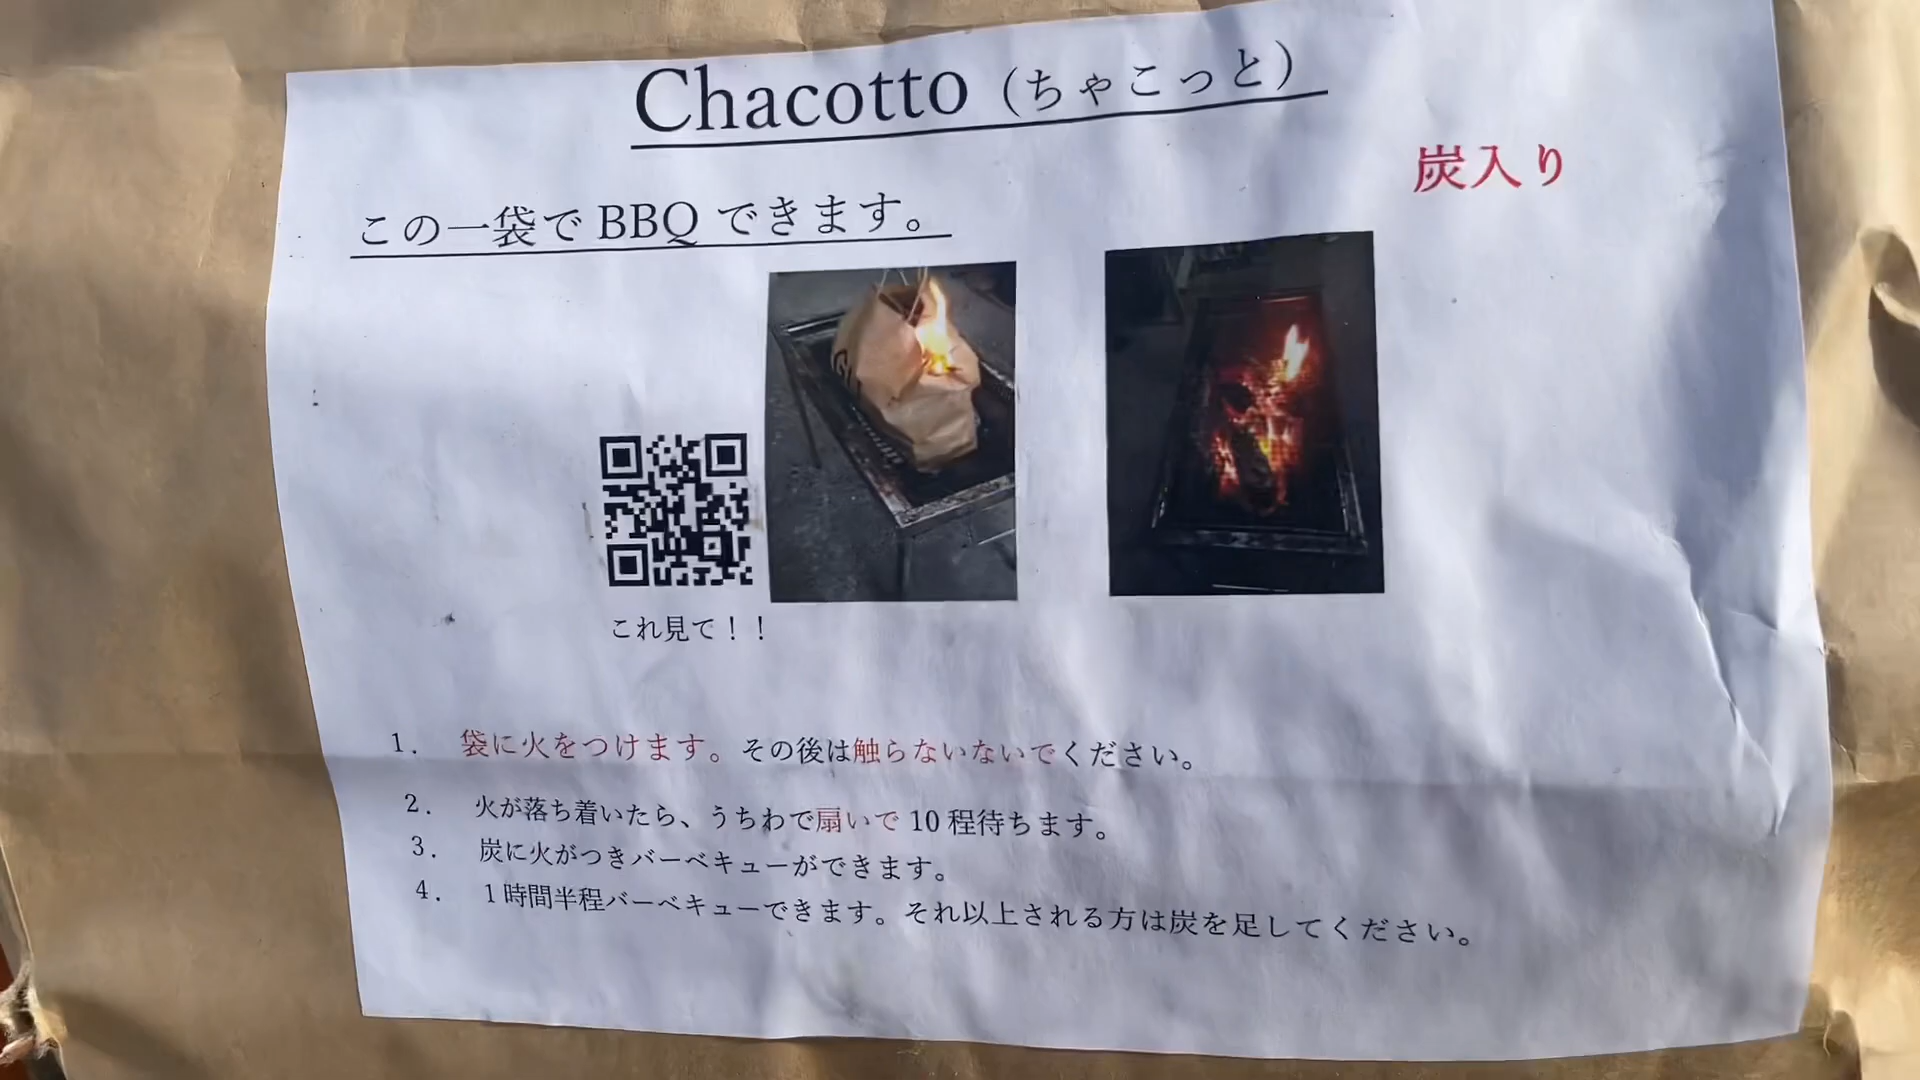 Chacotto（ちゃこっと）
炭入り
この一袋で BBQ できます。
これ見て！！
1. 袋に火をつけます。その後は触らないないでください。
2. 火が落ち着いたら、うちわで扇いで 10 程待ちます。
3. 炭に火がつきバーベキューができます。
4. 1 時間半程バーベキューできます。それ以上される方は炭を足してください。